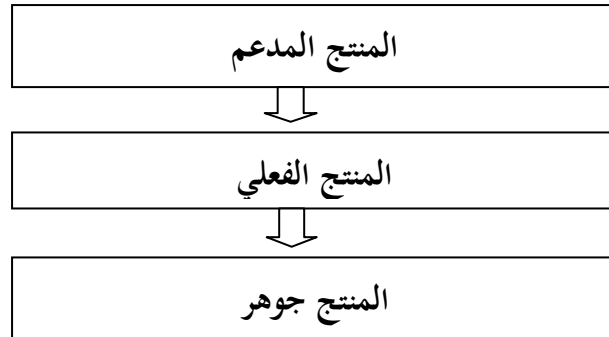 المنتج المدعم
المنتج الفعلي
المنتج جوهر